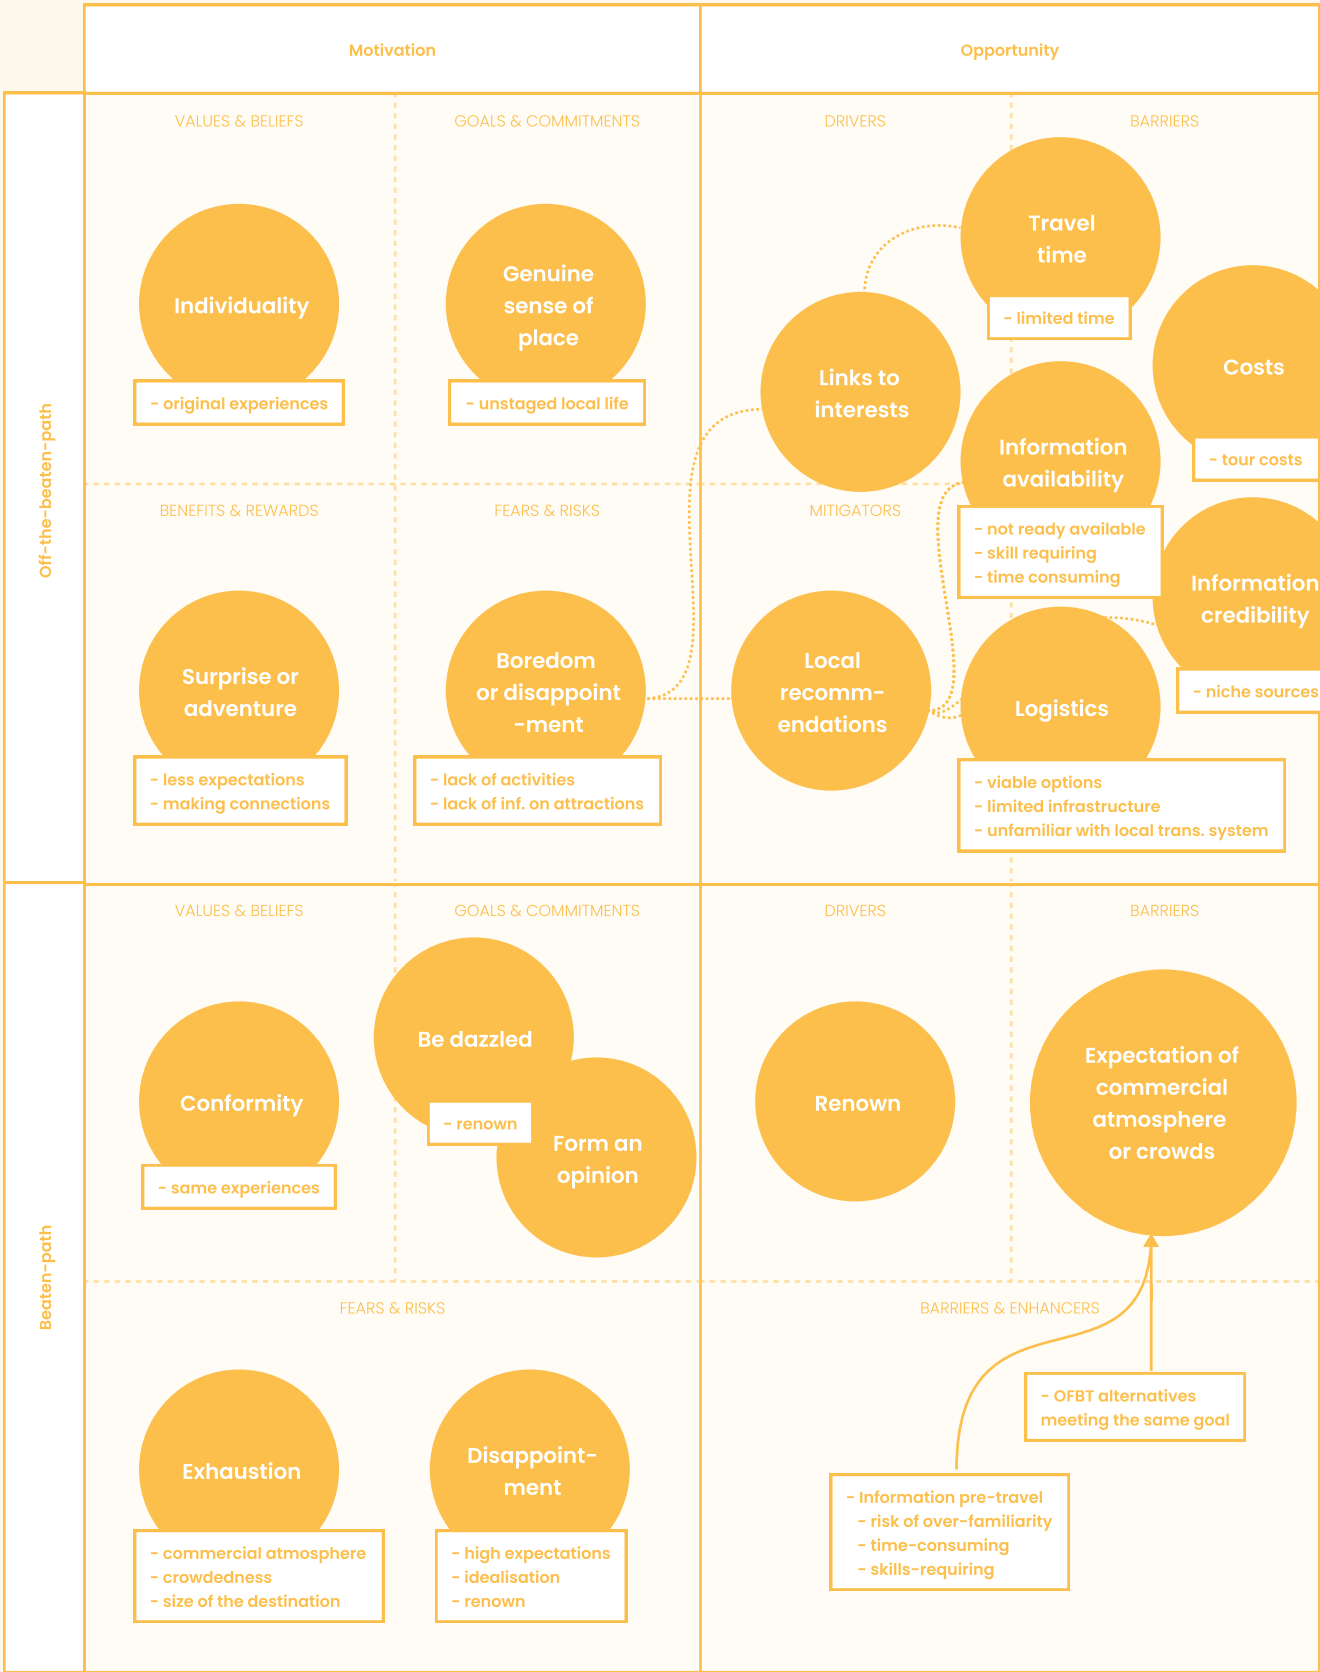 Motivation
Opportunity
Off-the-beaten-path
VALUES & BELIEFS
GOALS & COMMITMENTS
DRIVERS
BARRIERS
Individuality
- original experiences
Genuine
sense of
place
- unstaged local life
Links to
interests
Travel
time
- limited time
Costs
- tour costs
Information
availability
- not ready available
- skill requiring
- time consuming
Information
credibility
- niche sources
BENEFITS & REWARDS
FEARS & RISKS
MITIGATORS
Surprise or
adventure
- less expectations
- making connections
Boredom
or disappoint
-ment
- lack of activities
- lack of inf. on attractions
Local
recomm-
endations
Logistics
- viable options
- limited infrastructure
- unfamiliar with local trans. system
Beaten-path
VALUES & BELIEFS
GOALS & COMMITMENTS
DRIVERS
BARRIERS
Conformity
- same experiences
Be dazzled
- renown
Form an
opinion
Renown
Expectation of
commercial
atmosphere
or crowds
FEARS & RISKS
BARRIERS & ENHANCERS
Exhaustion
- commercial atmosphere
- crowdedness
- size of the destination
Disappoint-
ment
- high expectations
- idealisation
- renown
- OFBT alternatives
meeting the same goal
- Information pre-travel
- risk of over-familiarity
- time-consuming
- skills-requiring